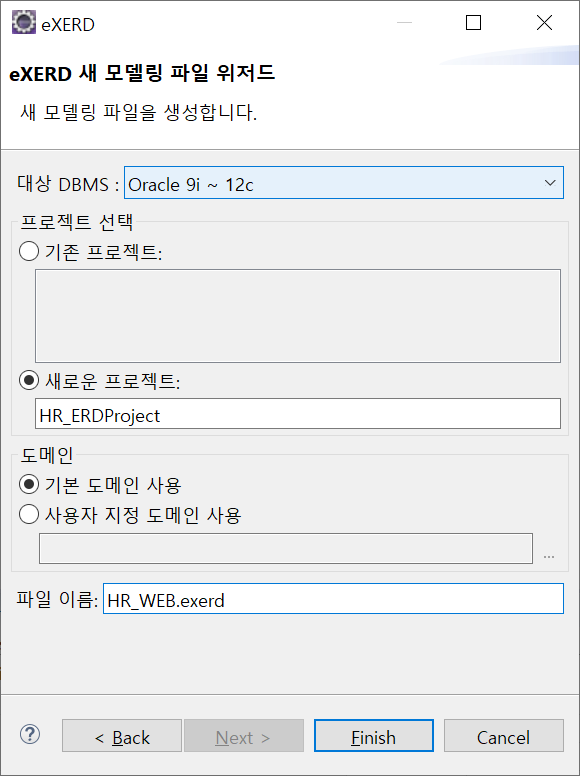 eXERD
eXERD 새 모델링 파일 위저드
새 모델링 파일을 생성합니다.
대상 DBMS : Oracle 9i ~ 12c
프로젝트 선택
기존 프로젝트:
새로운 프로젝트:
HR_ERDProject
도메인
기본 도메인 사용
사용자 지정 도메인 사용
...
파일 이름: HR_WEB.exerd
? < Back Next > Finish Cancel